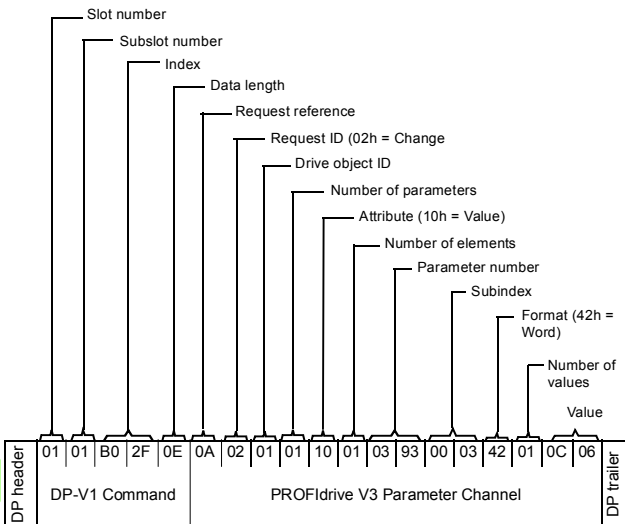 Slot number
Subslot number
Index
Data length
Request reference
Request ID (02h = Change
Drive object ID
Number of parameters
Attribute (10h = Value)
Number of elements
Parameter number
Subindex
Format (42h =
Word)
Number of
values
Value
DP header
01 01 B0 2F 0E 0A 02 01 01 10 01 03 93 00 03 42 01 0C 06
DP trailer
DP-V1 Command
PROFIdrive V3 Parameter Channel